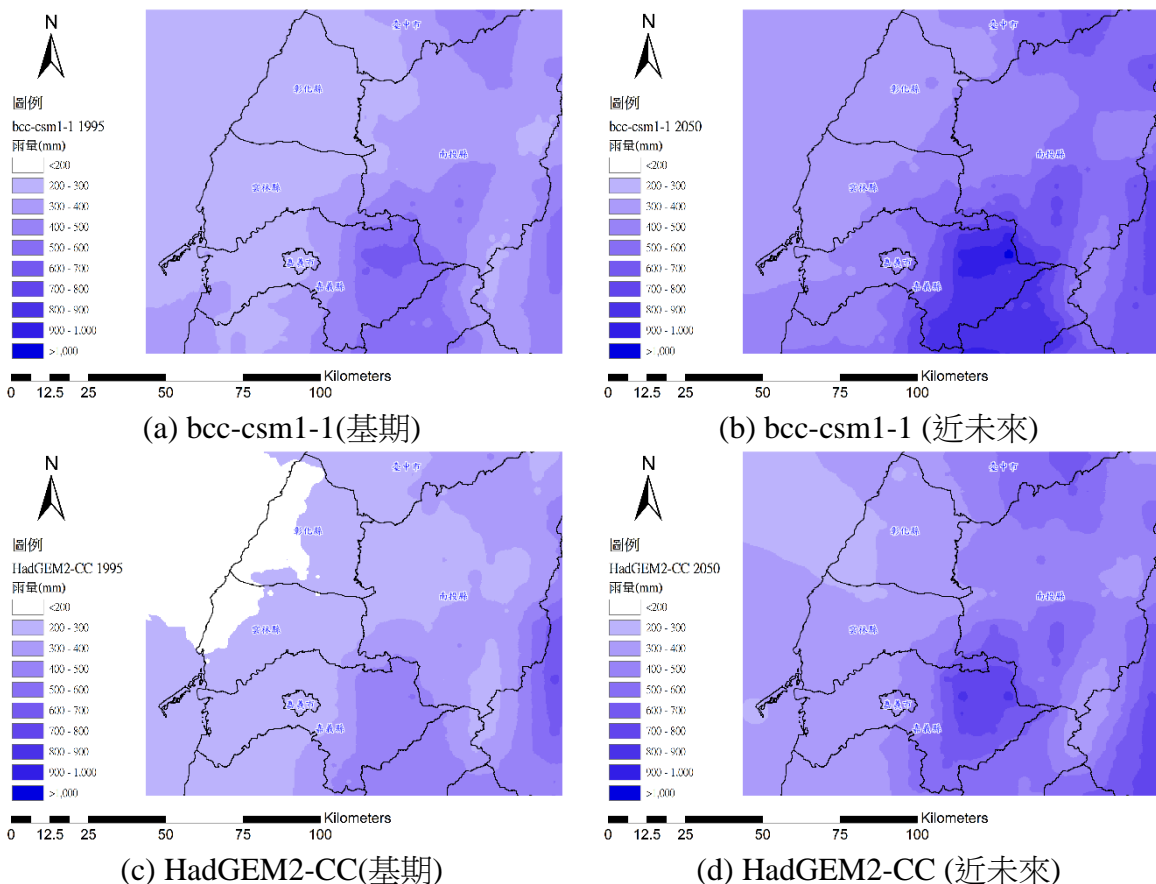 N
臺中市
彰化縣
南投縣
雲林縣
嘉義市
嘉義縣
圖例
bcc-csm1-1 1995
雨量(mm)
<200
200 - 300
300 - 400
400 - 500
500 - 600
600 - 700
700 - 800
800 - 900
900 - 1,000
> ,000
Kilometers
0 12.5 25 50 75 100
(a) bcc-csm1-1(基期)
N
臺中市
彰化縣
南投縣
雲林縣
嘉義市
嘉義縣
圖例
bcc-csm1-1 2050
雨量(mm)
<200
200 - 300
300 - 400
400 - 500
500 - 600
600 - 700
700 - 800
800 - 900
900 - 1,000
> ,000
Kilometers
0 12.5 25 50 75 100
(b) bcc-csm1-1 (近未來)
N
臺中市
彰化縣
南投縣
雲林縣
嘉義市
嘉義縣
圖例
HadGEM2-CC 1995
雨量(mm)
<200
200 - 300
300 - 400
400 - 500
500 - 600
600 - 700
700 - 800
800 - 900
900 - 1,000
> ,000
Kilometers
0 12.5 25 50 75 100
(c) HadGEM2-CC(基期)
N
臺中市
彰化縣
南投縣
雲林縣
嘉義市
嘉義縣
圖例
HadGEM2-CC 2050
雨量(mm)
<200
200 - 300
300 - 400
400 - 500
500 - 600
600 - 700
700 - 800
800 - 900
900 - 1,000
> ,000
Kilometers
0 12.5 25 50 75 100
(d) HadGEM2-CC (近未來)